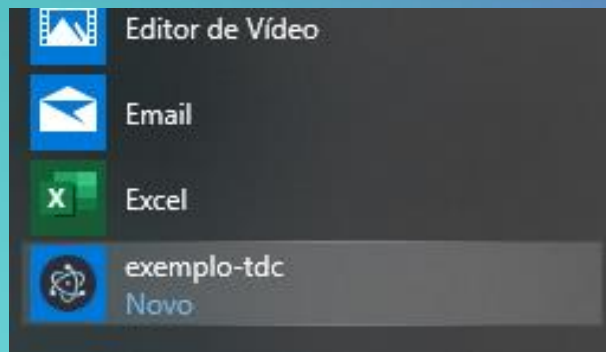 Editor de Vídeo
Email
X
Excel
exemplo-tdc
Novo